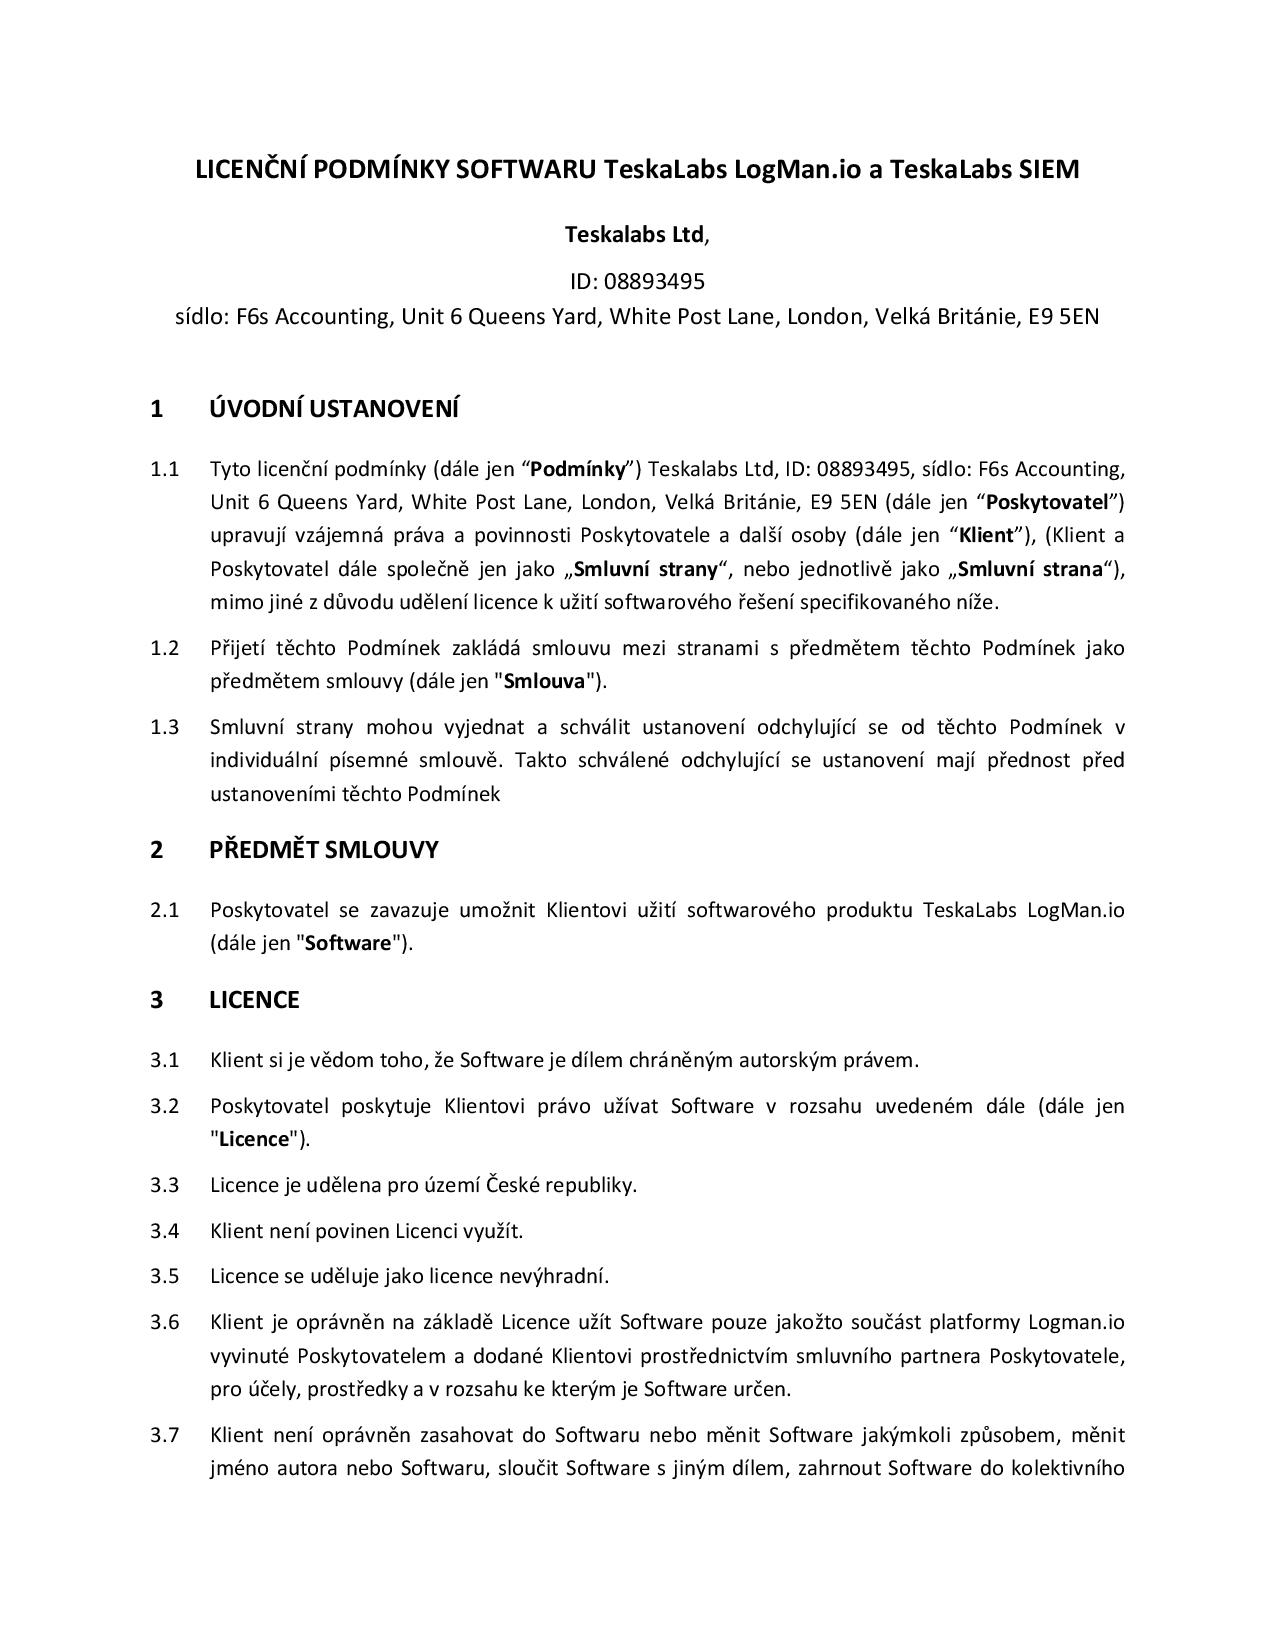 LICENČNÍ PODMÍNKY SOFTWARU TeskaLabs LogMan.io a TeskaLabs SIEM
Teskalabs Ltd,
ID: 08893495
sídlo: F6s Accounting, Unit 6 Queens Yard, White Post Lane, London, Velká Británie, E9 5EN
1 ÚVODNÍ USTANOVENÍ
1.1 Tyto licenční podmínky (dále jen “Podmínky”) Teskalabs Ltd, ID: 08893495, sídlo: F6s Accounting,
Unit 6 Queens Yard, White Post Lane, London, Velká Británie, E9 5EN (dále jen “Poskytovatel”)
upravují vzájemná práva a povinnosti Poskytovatele a další osoby (dále jen “Klient”), (Klient a
Poskytovatel dále společně jen jako „Smluvní strany“, nebo jednotlivě jako „Smluvní strana“),
mimo jiné z důvodu udělení licence k užití softwarového řešení specifikovaného níže.
1.2 Přijetí těchto Podmínek zakládá smlouvu mezi stranami s předmětem těchto Podmínek jako
předmětem smlouvy (dále jen "Smlouva").
1.3 Smluvní strany mohou vyjednat a schválit ustanovení odchylující se od těchto Podmínek v
individuální písemné smlouvě. Takto schválené odchylující se ustanovení mají přednost před
ustanoveními těchto Podmínek
2 PŘEDMĚT SMLOUVY
2.1 Poskytovatel se zavazuje umožnit Klientovi užití softwarového produktu TeskaLabs LogMan.io
(dále jen "Software").
3 LICENCE
3.1 Klient si je vědom toho, že Software je dílem chráněným autorským právem.
3.2 Poskytovatel poskytuje Klientovi právo užívat Software v rozsahu uvedeném dále (dále jen
"Licence").
3.3 Licence je udělena pro území České republiky.
3.4 Klient není povinen Licenci využít.
3.5 Licence se uděluje jako licence nevýhradní.
3.6 Klient je oprávněn na základě Licence užít Software pouze jakožto součást platformy Logman.io
vyvinuté Poskytovatelem a dodané Klientovi prostřednictvím smluvního partnera Poskytovatele,
pro účely, prostředky a v rozsahu ke kterým je Software určen.
3.7 Klient není oprávněn zasahovat do Softwaru nebo měnit Software jakýmkoli způsobem, měnit
jméno autora nebo Softwaru, sloučit Software s jiným dílem, zahrnout Software do kolektivního